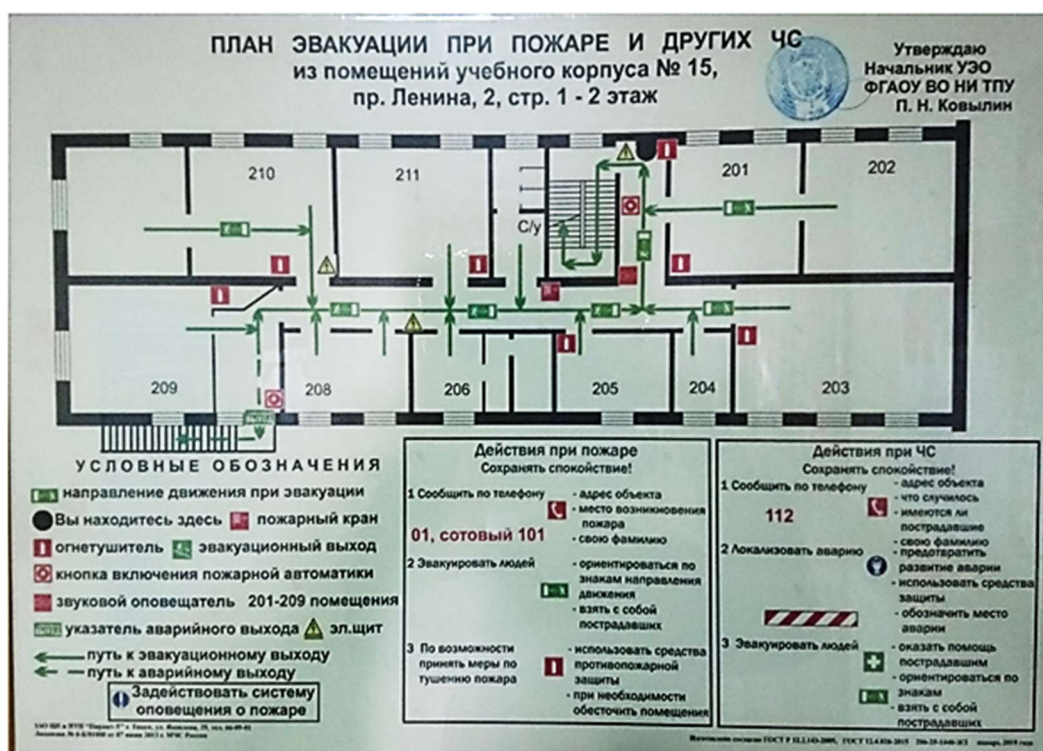 ПЛАН ЭВАКУАЦИИ ПРИ ПОЖАРЕ И ДРУГИХ ЧС
из помещений учебного корпуса № 15,
пр. Ленина, 2, стр. 1 - 2 этаж
Утверждаю
Начальник УЭО
ФГАОУ ВО НИ ТПУ
П. Н. Ковылин
210
211
С/у
201
202
209
208
206
205
204
203
УСЛОВНЫЕ ОБОЗНАЧЕНИЯ
направление движения при эвакуации
Вы находитесь здесь
пожарный кран
огнетушитель
эвакуационный выход
кнопка включения пожарной автоматики
звуковой оповещатель
201-209 помещения
указатель аварийного выхода
эл.щит
путь к эвакуационному выходу
путь к аварийному выходу
Задействовать систему
оповещения о пожаре
Действия при пожаре
Сохранять спокойствие!
1 Сообщить по телефону
01, сотовый 101
- адрес объекта
- место возникновения
пожара
- свою фамилию
2 Эвакуировать людей
- ориентироваться по
знакам направления
движения
- взять с собой
пострадавших
3 По возможности
принять меры по
тушению пожара
- использовать средства
противопожарной
защиты
- при необходимости
обесточить помещения
Действия при ЧС
Сохранять спокойствие!
1 Сообщить по телефону
112
- адрес объекта
- что случилось
- имеются ли
пострадавшие
- свою фамилию
2 Локализовать аварию
- предотвратить
развитие аварии
- использовать средства
защиты
- обозначить место
аварии
3 Эвакуировать людей
- оказать помощь
пострадавшим
- ориентироваться по
знакам
- взять с собой
пострадавших